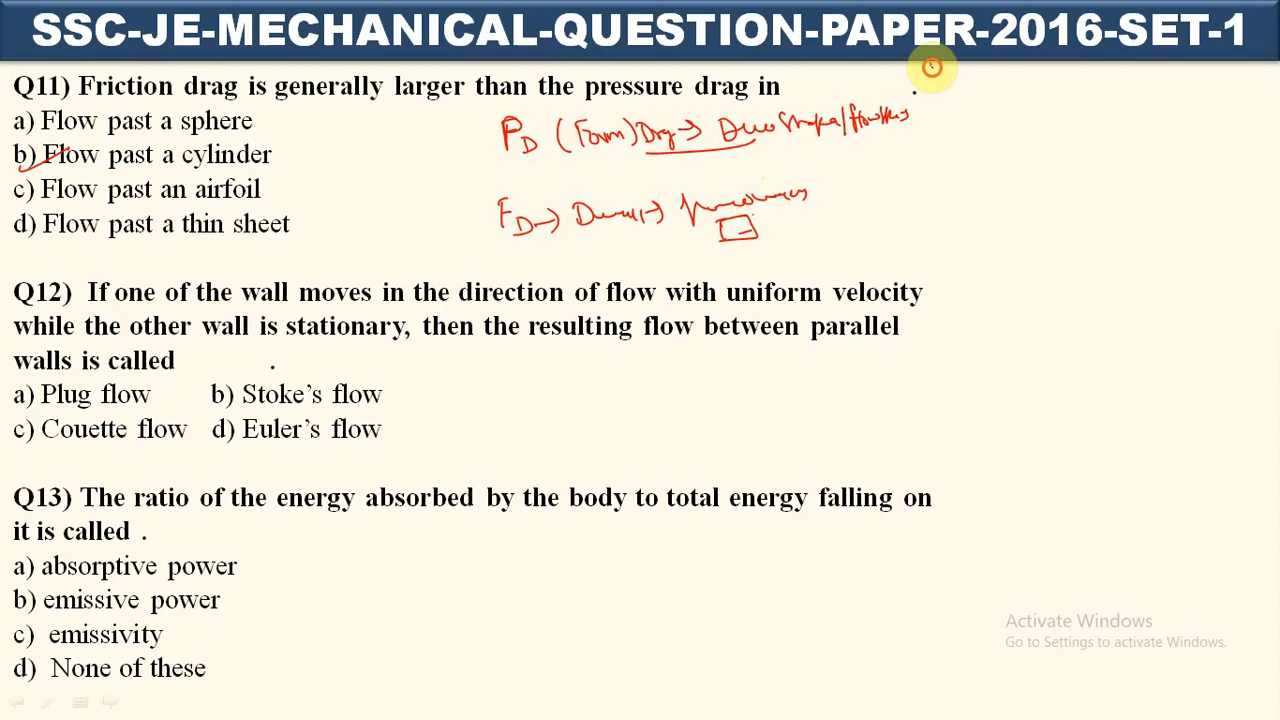 SSC-JE-MECHANICAL-QUESTION-PAPER-2016-SET-1
Q11) Friction drag is generally larger than the pressure drag in .
a) Flow past a sphere
b) Flow past a cylinder
c) Flow past an airfoil
d) Flow past a thin sheet
PD (Form) Drg →
FD →
Q12) If one of the wall moves in the direction of flow with uniform velocity
while the other wall is stationary, then the resulting flow between parallel
walls is called .
a) Plug flow b) Stoke's flow
c) Couette flow d) Euler's flow
Q13) The ratio of the energy absorbed by the body to total energy falling on
it is called .
a) absorptive power
b) emissive power
c) emissivity
d) None of these
Activate Windows
Go to Settings to activate Windows.